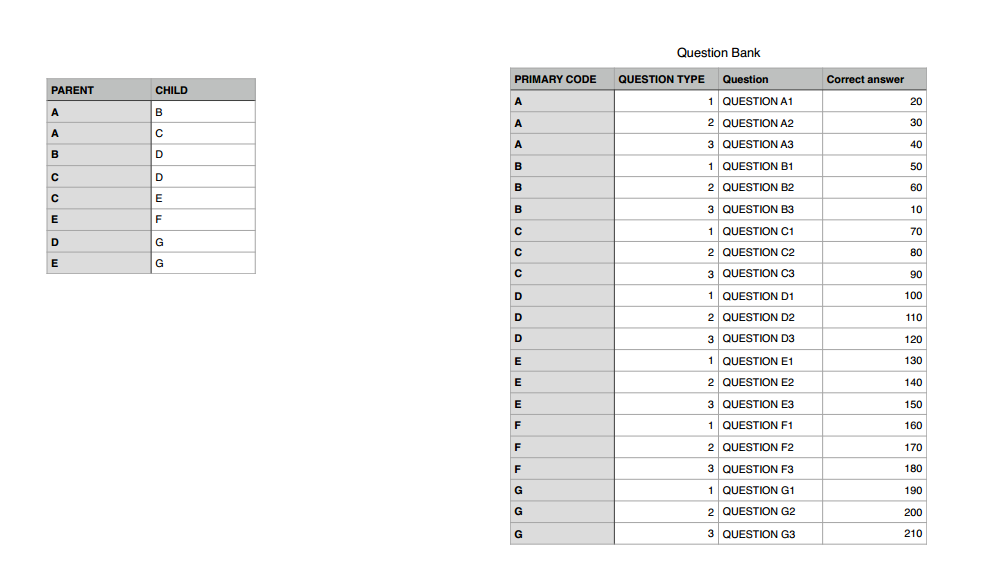 PARENT CHILD
A B
A C
B D
C D
C E
E F
D G
E G
Question Bank
PRIMARY CODE QUESTION TYPE Question Correct answer
A 1 QUESTION A1 20
A 2 QUESTION A2 30
A 3 QUESTION A3 40
B 1 QUESTION B1 50
B 2 QUESTION B2 60
B 3 QUESTION B3 10
C 1 QUESTION C1 70
C 2 QUESTION C2 80
C 3 QUESTION C3 90
D 1 QUESTION D1 100
D 2 QUESTION D2 110
D 3 QUESTION D3 120
E 1 QUESTION E1 130
E 2 QUESTION E2 140
E 3 QUESTION E3 150
F 1 QUESTION F1 160
F 2 QUESTION F2 170
F 3 QUESTION F3 180
G 1 QUESTION G1 190
G 2 QUESTION G2 200
G 3 QUESTION G3 210